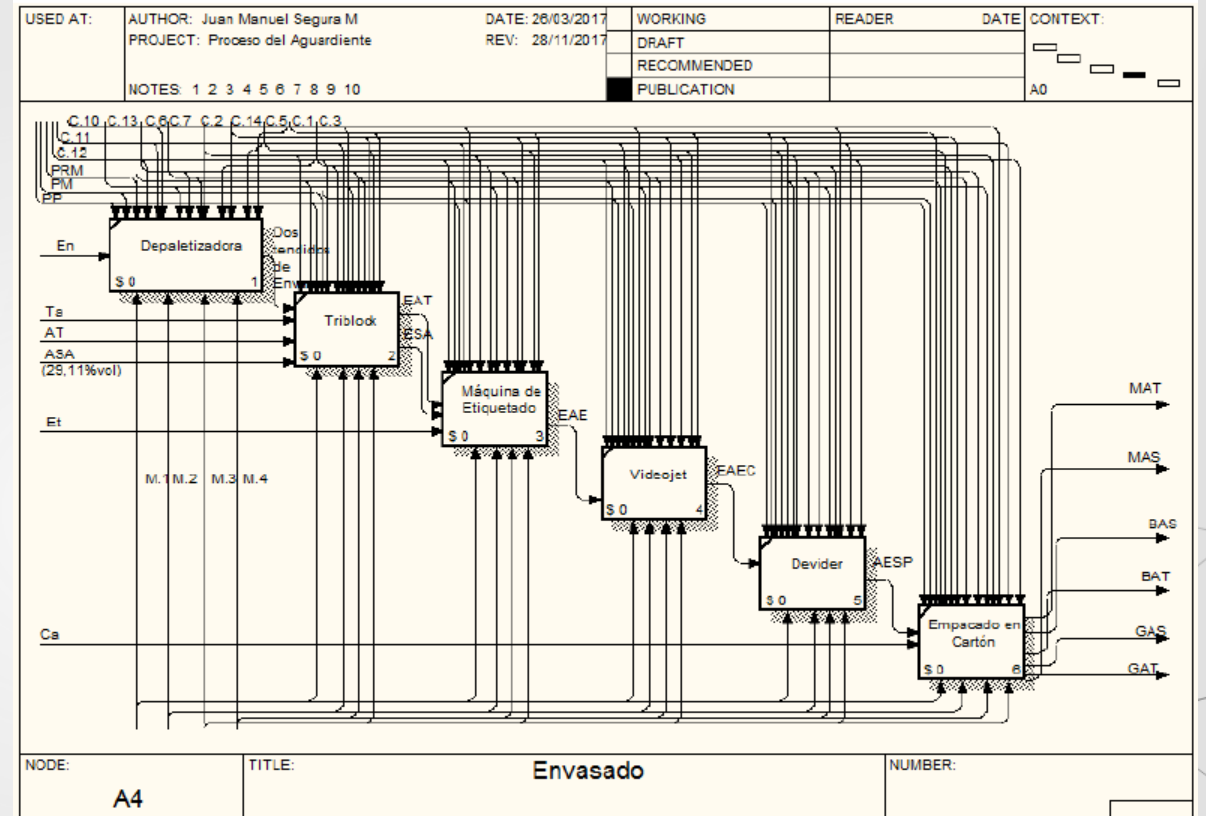 USED AT:
AUTHOR: Juan Manuel Segura M
DATE: 26/03/2017
WORKING
READER
DATE
CONTEXT:
PROJECT: Proceso del Aguardiente
REV: 28/11/2017
DRAFT
RECOMMENDED
NOTES: 1 2 3 4 5 6 7 8 9 10
PUBLICATION
A0
C.10 C.13 C.6 C.7 C.2 C.14 C.5 C.1 C.3
C.11
C.12
PRM
PM
PP
En
Depaletizadora
$ 0
1
Dos
tendidos
de
Ta
AT
ASA
(29,11%vol)
Triblock
$ 0
2
EAT
ESA
Et
Máquina de
Etiquetado
$ 0
3
EAE
M.1 M.2 M.3 M.4
Videojet
$ 0
4
EAEC
Devider
$ 0
5
AESP
Ca
Empacado en
Cartón
$ 0
6
MAT
MAS
BAS
BAT
GAS
GAT
NODE:
A4
TITLE:
Envasado
NUMBER: